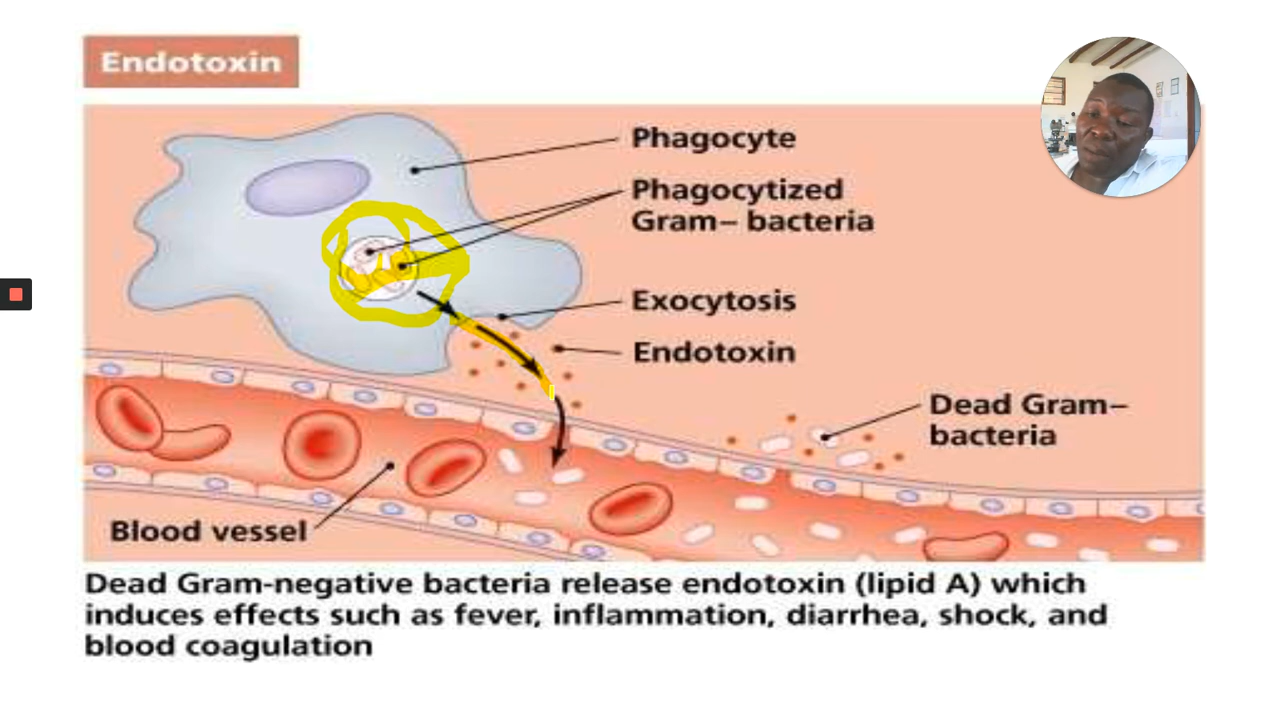 Endotoxin
Phagocyte
Phagocytized
Gram– bacteria
Exocytosis
Endotoxin
Dead Gram–
bacteria
Blood vessel
Dead Gram-negative bacteria release endotoxin (lipid A) which
induces effects such as fever, inflammation, diarrhea, shock, and
blood coagulation